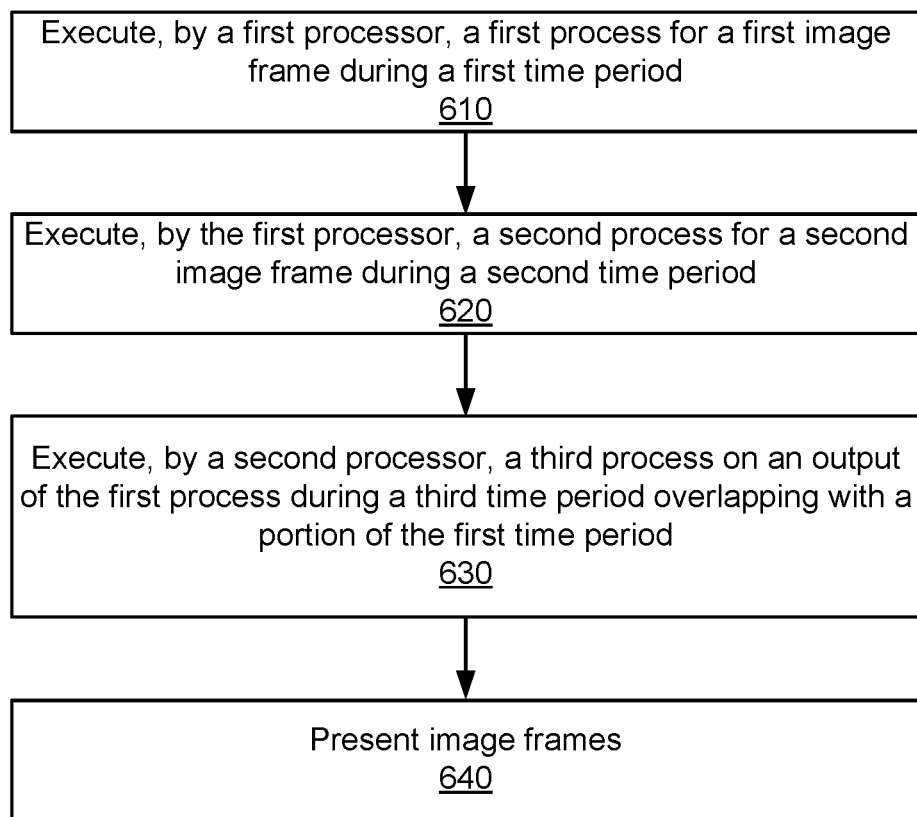 Execute, by a first processor, a first process for a first image
frame during a first time period
610
Execute, by the first processor, a second process for a second
image frame during a second time period
620
Execute, by a second processor, a third process on an output
of the first process during a third time period overlapping with a
portion of the first time period
630
Present image frames
640